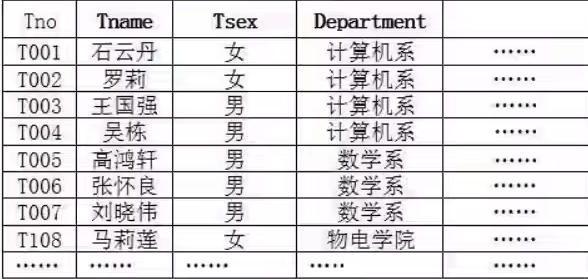 Tno Tname Tsex Department
T001 石云丹 女 计算机系 ……
T002 罗莉 女 计算机系 ……
T003 王国强 男 计算机系 ……
T004 吴栋 男 计算机系 ……
T005 高鸿轩 男 数学系 ……
T006 张怀良 男 数学系 ……
T007 刘晓伟 男 数学系 ……
T108 马莉莲 女 物电学院 ……
…… …… …… ‥… ……